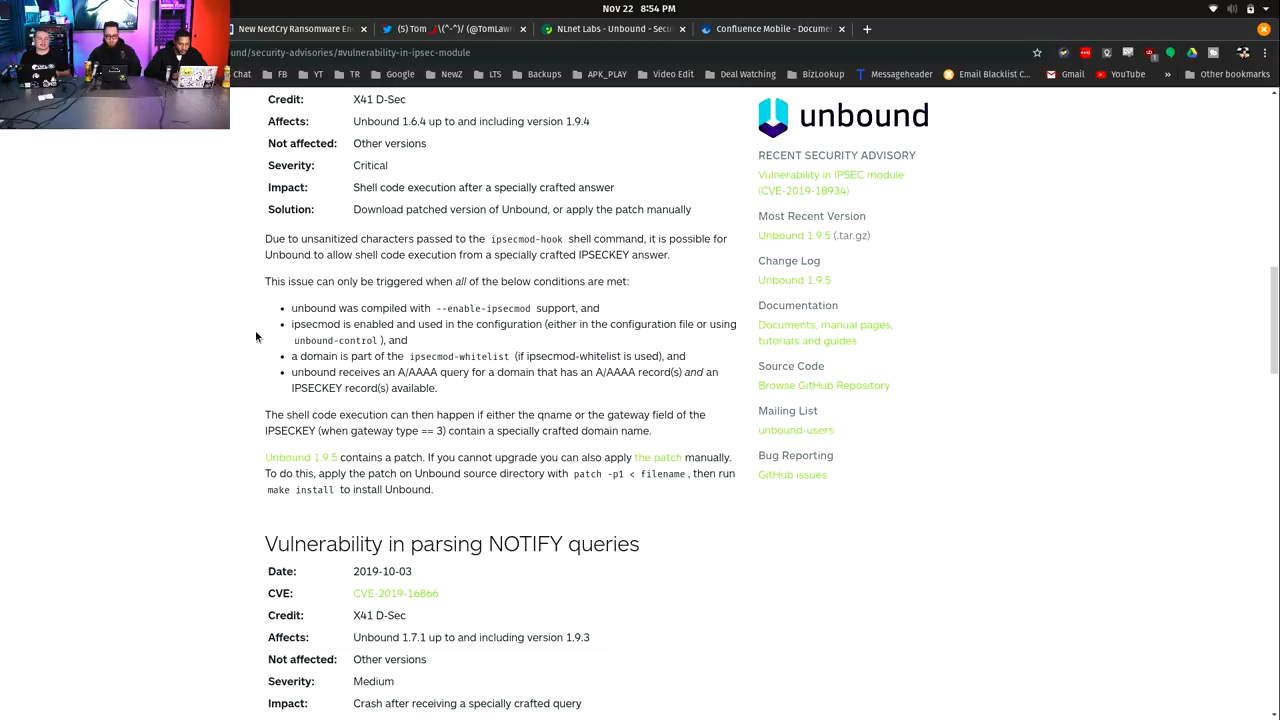 NOV 22 8:54 PM
New NextCry Ransomware En
(5) Tom
(@TomLaw
NLnet Labs - Unbound - Secu
Confluence Mobile - Docume
und/security-advisories/#vulnerability-in-ipsec-module
Chat
FB
YT
TR
Google
NewZ
LTS
Backups
APK_PLAY
Video Edit
Deal Watching
BizLookup
Messageheader
Email Blacklist C...
Gmail
YouTube
»
Other bookmarks
Credit: X41 D-Sec
Affects: Unbound 1.6.4 up to and including version 1.9.4
Not affected: Other versions
Severity: Critical
Impact: Shell code execution after a specially crafted answer
Solution: Download patched version of Unbound, or apply the patch manually
Due to unsanitized characters passed to the ipsecmod-hook shell command, it is possible for
Unbound to allow shell code execution from a specially crafted IPSECKEY answer.
This issue can only be triggered when all of the below conditions are met:
• unbound was compiled with --enable-ipsecmod support, and
• ipsecmod is enabled and used in the configuration (either in the configuration file or using
unbound-control ), and
• a domain is part of the ipsecmod-whitelist (if ipsecmod-whitelist is used), and
• unbound receives an A/AAAA query for a domain that has an A/AAAA record(s) and an
IPSECKEY record(s) available.
The shell code execution can then happen if either the qname or the gateway field of the
IPSECKEY (when gateway type == 3) contain a specially crafted domain name.
Unbound 1.9.5 contains a patch. If you cannot upgrade you can also apply the patch manually.
To do this, apply the patch on Unbound source directory with patch -p1 < filename , then run
make install to install Unbound.
Vulnerability in parsing NOTIFY queries
Date: 2019-10-03
CVE: CVE-2019-16866
Credit: X41 D-Sec
Affects: Unbound 1.7.1 up to and including version 1.9.3
Not affected: Other versions
Severity: Medium
Impact: Crash after receiving a specially crafted query
unbound
RECENT SECURITY ADVISORY
Vulnerability in IPSEC module
(CVE-2019-18934)
Most Recent Version
Unbound 1.9.5 (.tar.gz)
Change Log
Unbound 1.9.5
Documentation
Documents, manual pages,
tutorials and guides
Source Code
Browse GitHub Repository
Mailing List
unbound-users
Bug Reporting
GitHub issues